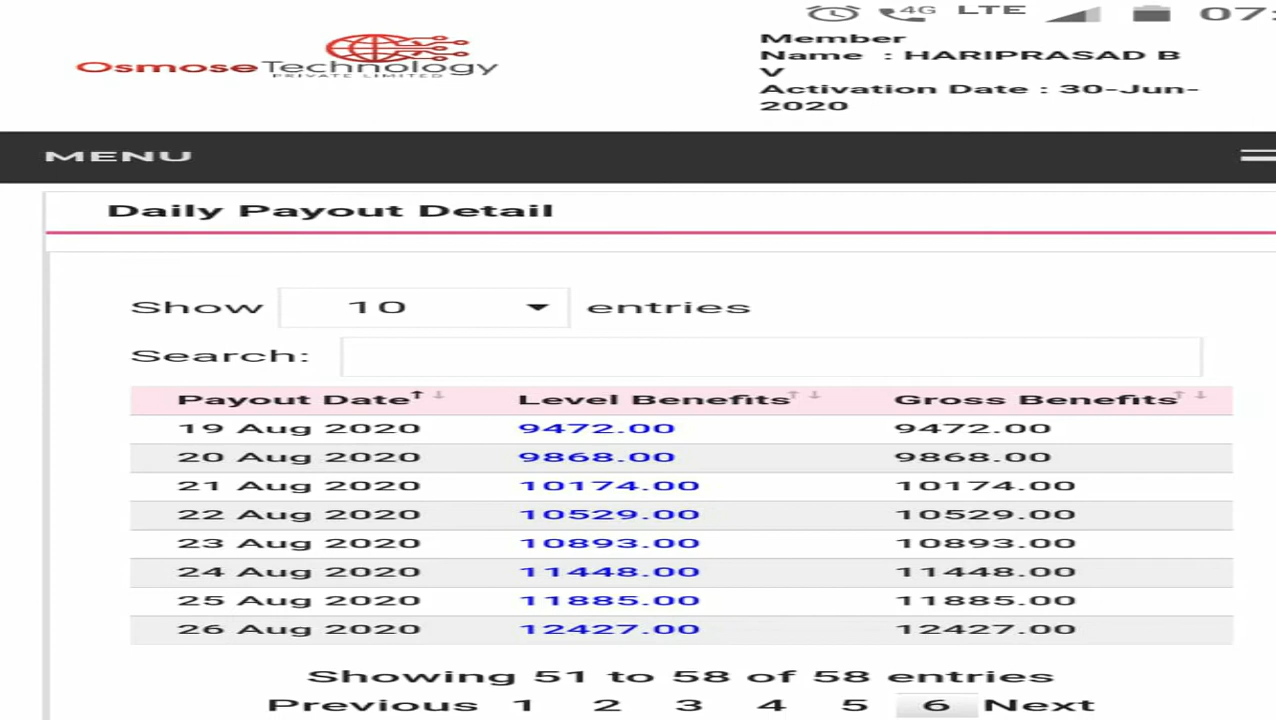 4G LTE 07:
OsmoseTechnology
PRIVATE LIMITED
Member
Name : HARIPRASAD B
V
Activation Date : 30-Jun-
2020
MENU
Daily Payout Detail
Show 10 entries
Search:
Payout Date Level Benefits Gross Benefits
19 Aug 2020 9472.00 9472.00
20 Aug 2020 9868.00 9868.00
21 Aug 2020 10174.00 10174.00
22 Aug 2020 10529.00 10529.00
23 Aug 2020 10893.00 10893.00
24 Aug 2020 11448.00 11448.00
25 Aug 2020 11885.00 11885.00
26 Aug 2020 12427.00 12427.00
Showing 51 to 58 of 58 entries
Previous 1 2 3 4 5 6 Next